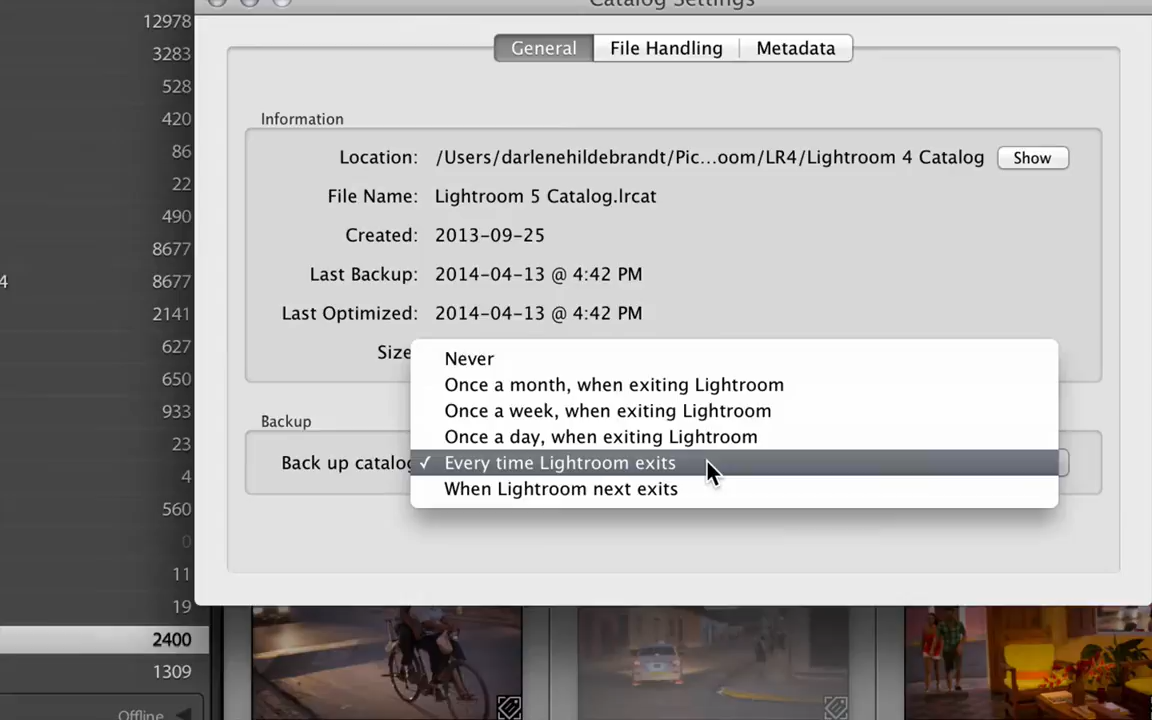 Catalog Settings
12978
3283
528
420
86
22
490
8677
4 8677
2141
627
650
933
23
4
560
0
11
19
2400
1309
Offline
General File Handling Metadata
Information
Location: /Users/darlenehildebrandt/Pic...oom/LR4/Lightroom 4 Catalog Show
File Name: Lightroom 5 Catalog.lrcat
Created: 2013-09-25
Last Backup: 2014-04-13 @ 4:42 PM
Last Optimized: 2014-04-13 @ 4:42 PM
Size
Never
Once a month, when exiting Lightroom
Once a week, when exiting Lightroom
Once a day, when exiting Lightroom
Backup
Back up catalog ✓ Every time Lightroom exits
When Lightroom next exits